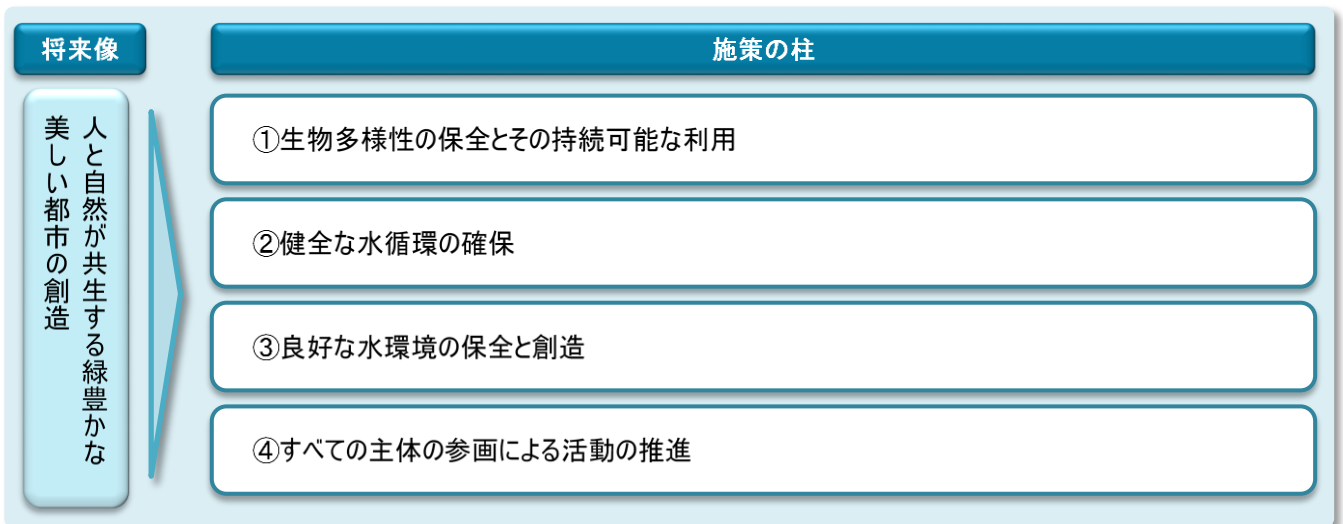 将来像
施策の柱
人と自然が共生する緑豊かな
美しい都市の創造
①生物多様性の保全とその持続可能な利用
②健全な水循環の確保
③良好な水環境の保全と創造
④すべての主体の参画による活動の推進